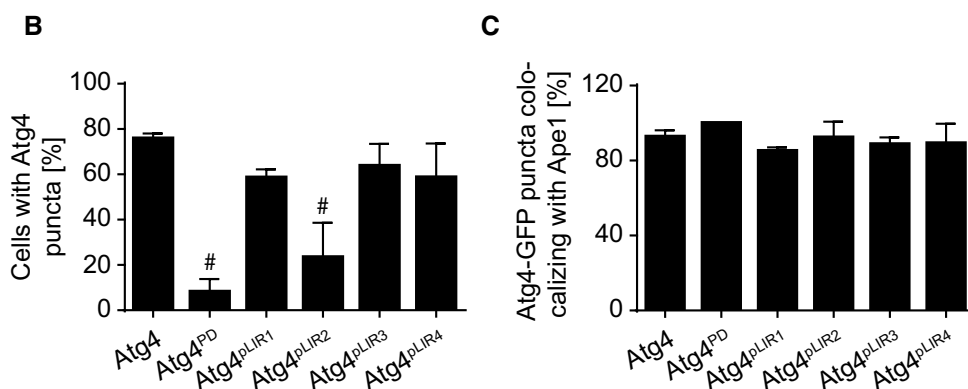 B
Cells with Atg4
puncta [%]
100
80
60
40
20
0
#
#
Atg4
Atg4PD
Atg4pLIR1
Atg4pLIR2
Atg4pLIR3
Atg4pLIR4
C
Atg4-GFP puncta colo-
calizing with Ape1 [%]
120
80
40
0
Atg4
Atg4PD
Atg4pLIR1
Atg4pLIR2
Atg4pLIR3
Atg4pLIR4